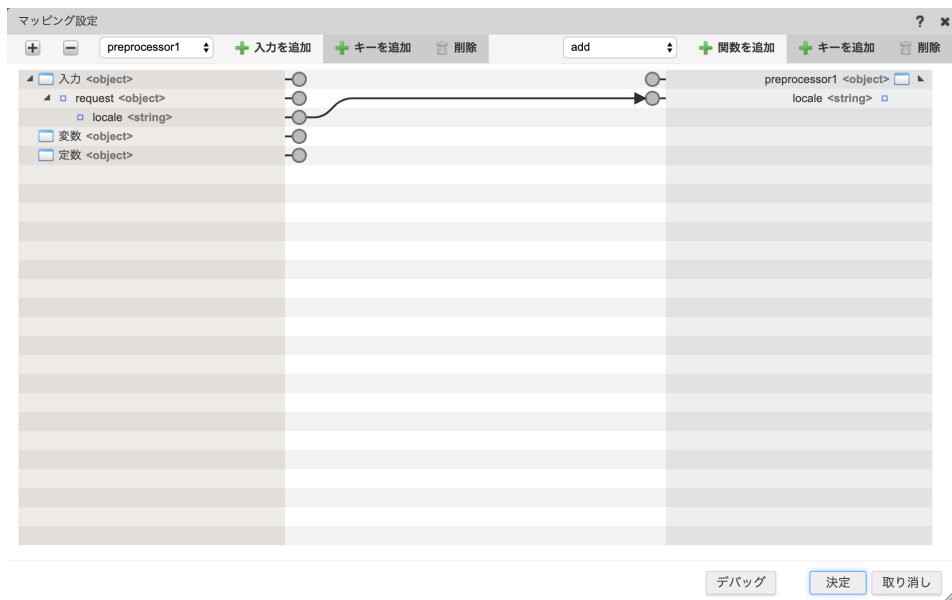 マッピング設定 ?
preprocessor1 入力を追加 キーを追加 削除 add 関数を追加 キーを追加 削除
入力 <object> preprocessor1 <object>
request <object> locale <string>
locale <string>
変数 <object>
定数 <object>
デバッグ 決定 取り消し